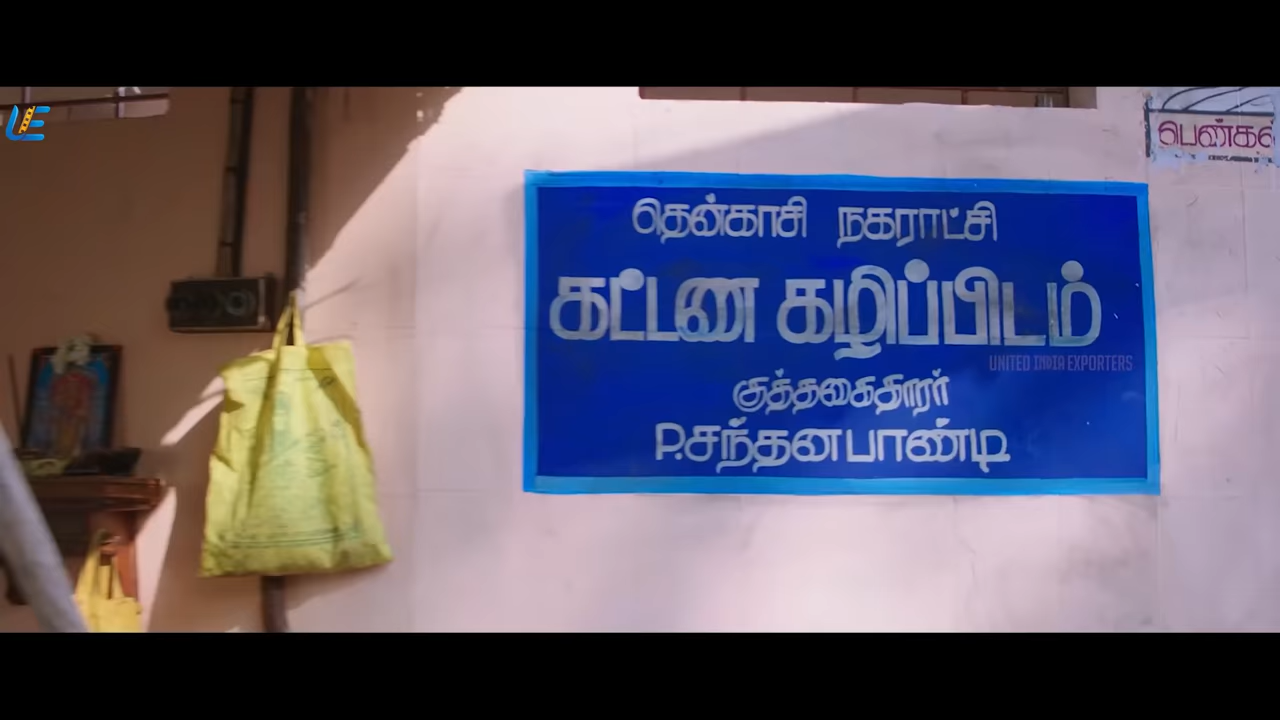 பெண்கள்
தென்காசி நகராட்சி
கட்டண கழிப்பிடம்
UNITED INDIA EXPORTERS
குத்தகைதாரர்
P.சந்தனபாண்டி